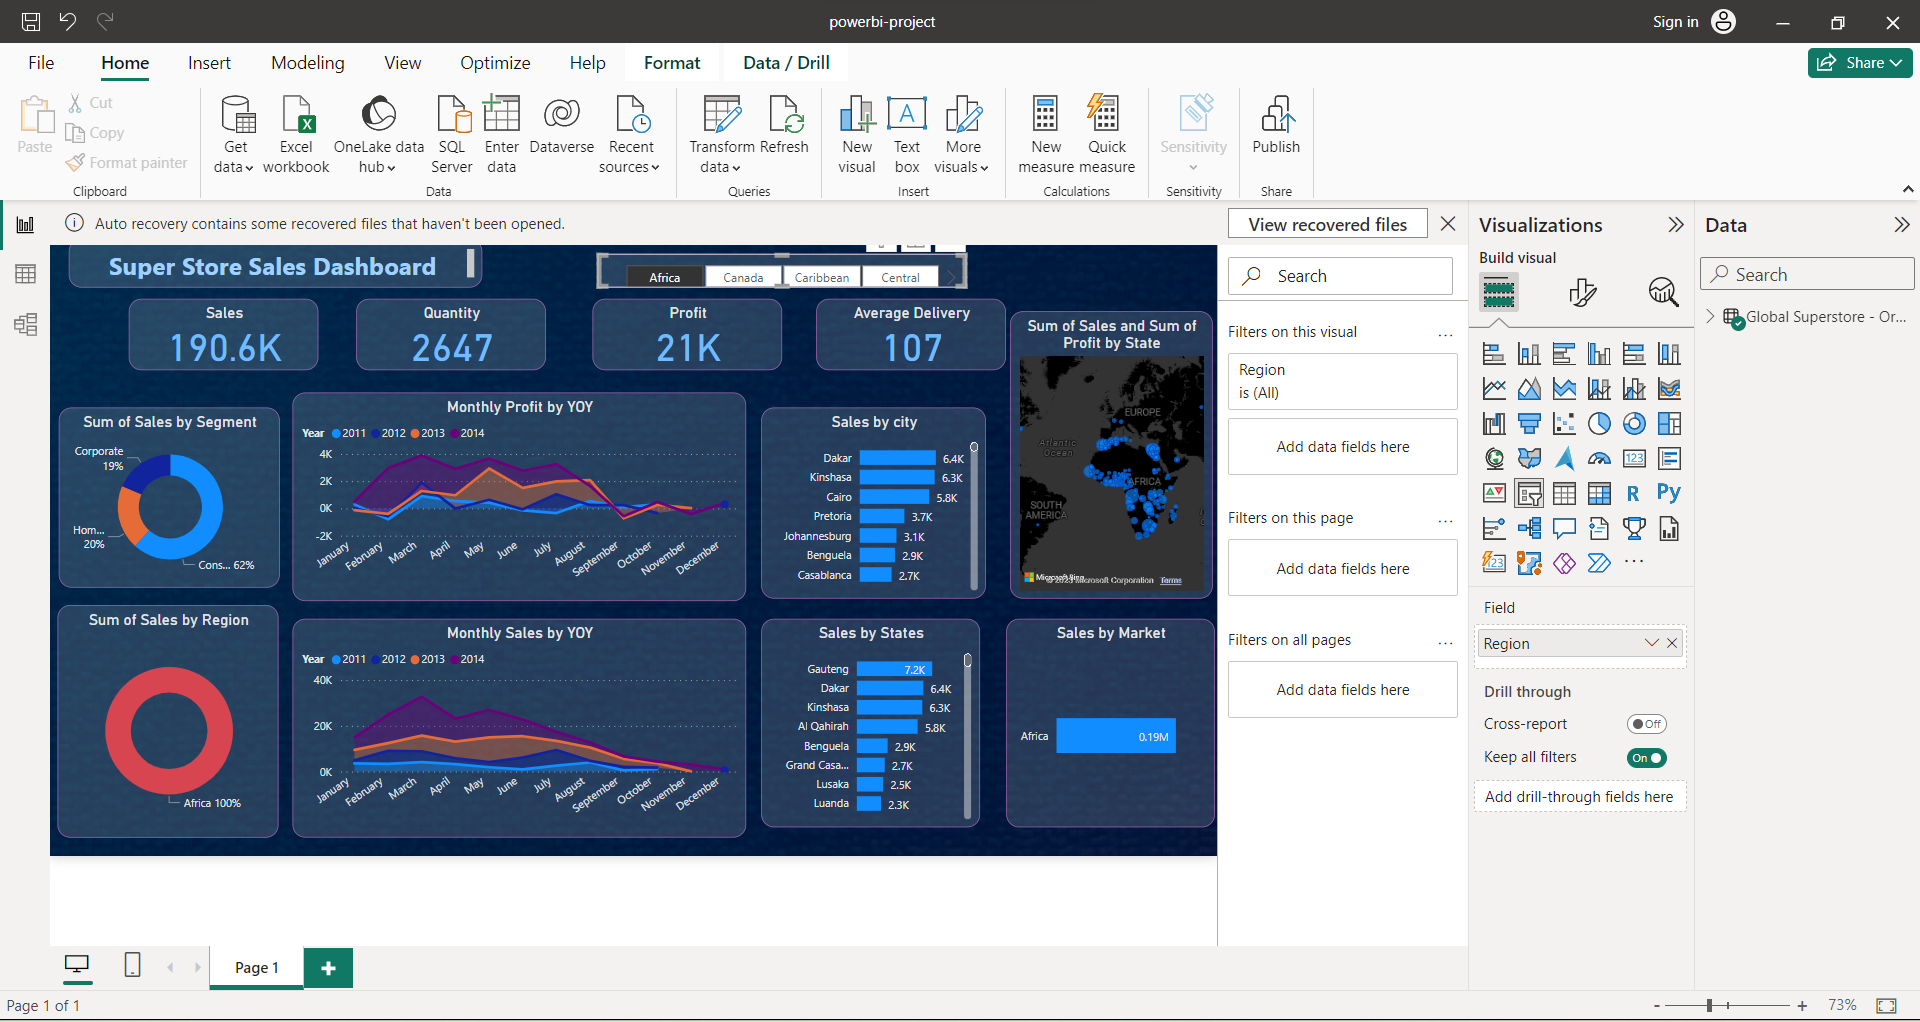 powerbi-project
Sign in
File Home Insert Modeling View Optimize Help Format Data / Drill
Share
Paste
Cut
Copy
Format painter
Clipboard
Get data
Excel workbook
OneLake data hub
SQL Server
Enter data
Dataverse
Recent sources
Data
Transform data
Refresh
Queries
New visual
Text box
More visuals
Insert
New measure
Quick measure
Calculations
Sensitivity
Sensitivity
Publish
Share
Auto recovery contains some recovered files that haven't been opened.
View recovered files
Super Store Sales Dashboard
Africa Canada Caribbean Central
Sales
190.6K
Quantity
2647
Profit
21K
Average Delivery
107
Sum of Sales and Sum of
Profit by State
EUROPE
Atlantic
Ocean
AFRICA
SOUTH
AMERICA
Microsoft Bing
© 2023 Microsoft Corporation Terms
Sum of Sales by Segment
Corporate
19%
Hom...
20%
Cons... 62%
Monthly Profit by YOY
Year 2011 2012 2013 2014
4K
2K
0K
-2K
January February March April May June July August September October November December
Sales by city
Dakar 6.4K
Kinshasa 6.3K
Cairo 5.8K
Pretoria 3.7K
Johannesburg 3.1K
Benguela 2.9K
Casablanca 2.7K
Sum of Sales by Region
Africa 100%
Monthly Sales by YOY
Year 2011 2012 2013 2014
40K
20K
0K
January February March April May June July August September October November December
Sales by States
Gauteng 7.2K
Dakar 6.4K
Kinshasa 6.3K
Al Qahirah 5.8K
Benguela 2.9K
Grand Casa... 2.7K
Lusaka 2.5K
Luanda 2.3K
Sales by Market
Africa 0.19M
Search
Filters on this visual ...
Region
is (All)
Add data fields here
Filters on this page ...
Add data fields here
Filters on all pages ...
Add data fields here
Visualizations
Build visual
123
R
Py
123
...
Field
Region
Drill through
Cross-report Off
Keep all filters On
Add drill-through fields here
Data
Search
Global Superstore - Or...
Page 1
+
Page 1 of 1
- + 73%